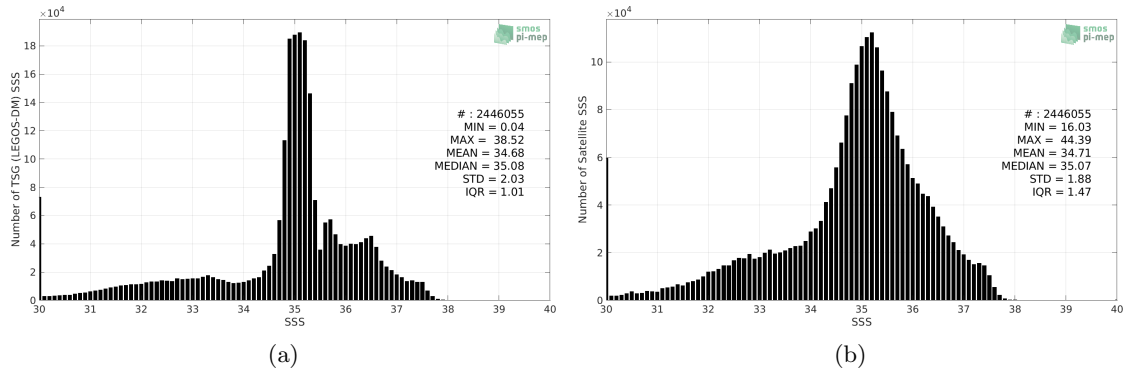 ×10⁴
18
16
14
12
10
8
6
4
2
0
Number of TSG (LEGOS-DM) SSS
smos
pi-mep
# : 2446055
MIN = 0.04
MAX = 38.52
MEAN = 34.68
MEDIAN = 35.08
STD = 2.03
IQR = 1.01
30 31 32 33 34 35 36 37 38 39 40
SSS
(a)
×10⁴
10
8
6
4
2
0
Number of Satellite SSS
smos
pi-mep
# : 2446055
MIN = 16.03
MAX = 44.39
MEAN = 34.71
MEDIAN = 35.07
STD = 1.88
IQR = 1.47
30 31 32 33 34 35 36 37 38 39 40
SSS
(b)